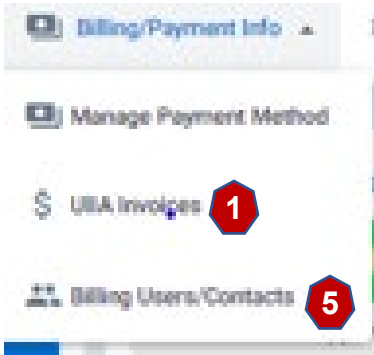 Billing/Payment Info
Manage Payment Method
$ UIIA Invoices 1
Billing Users/Contacts 5